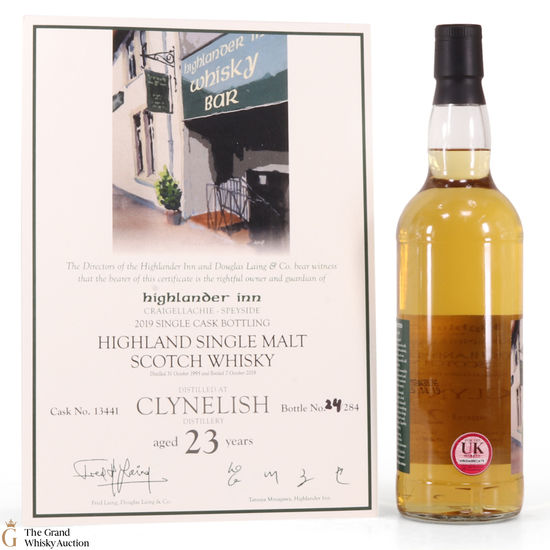 highlander inn
whisky
BAR
The Directors of the Highlander Inn and Douglas Laing & Co. bear witness
that the bearer of this certificate is the rightful owner and guardian of
highlander inn
CRAIGELLACHIE - SPEYSIDE
2019 SINGLE CASK BOTTLING
HIGHLAND SINGLE MALT
SCOTCH WHISKY
DISTILLED AT
Cask No. 13441 CLYNELISH Bottle No. 24 284
DISTILLERY
aged 23 years
Fred Laing
Fred Laing, Douglas Laing & Co. Tatsuya Minagawa, Highlander Inn
UK
G
The Grand
Whisky Auction